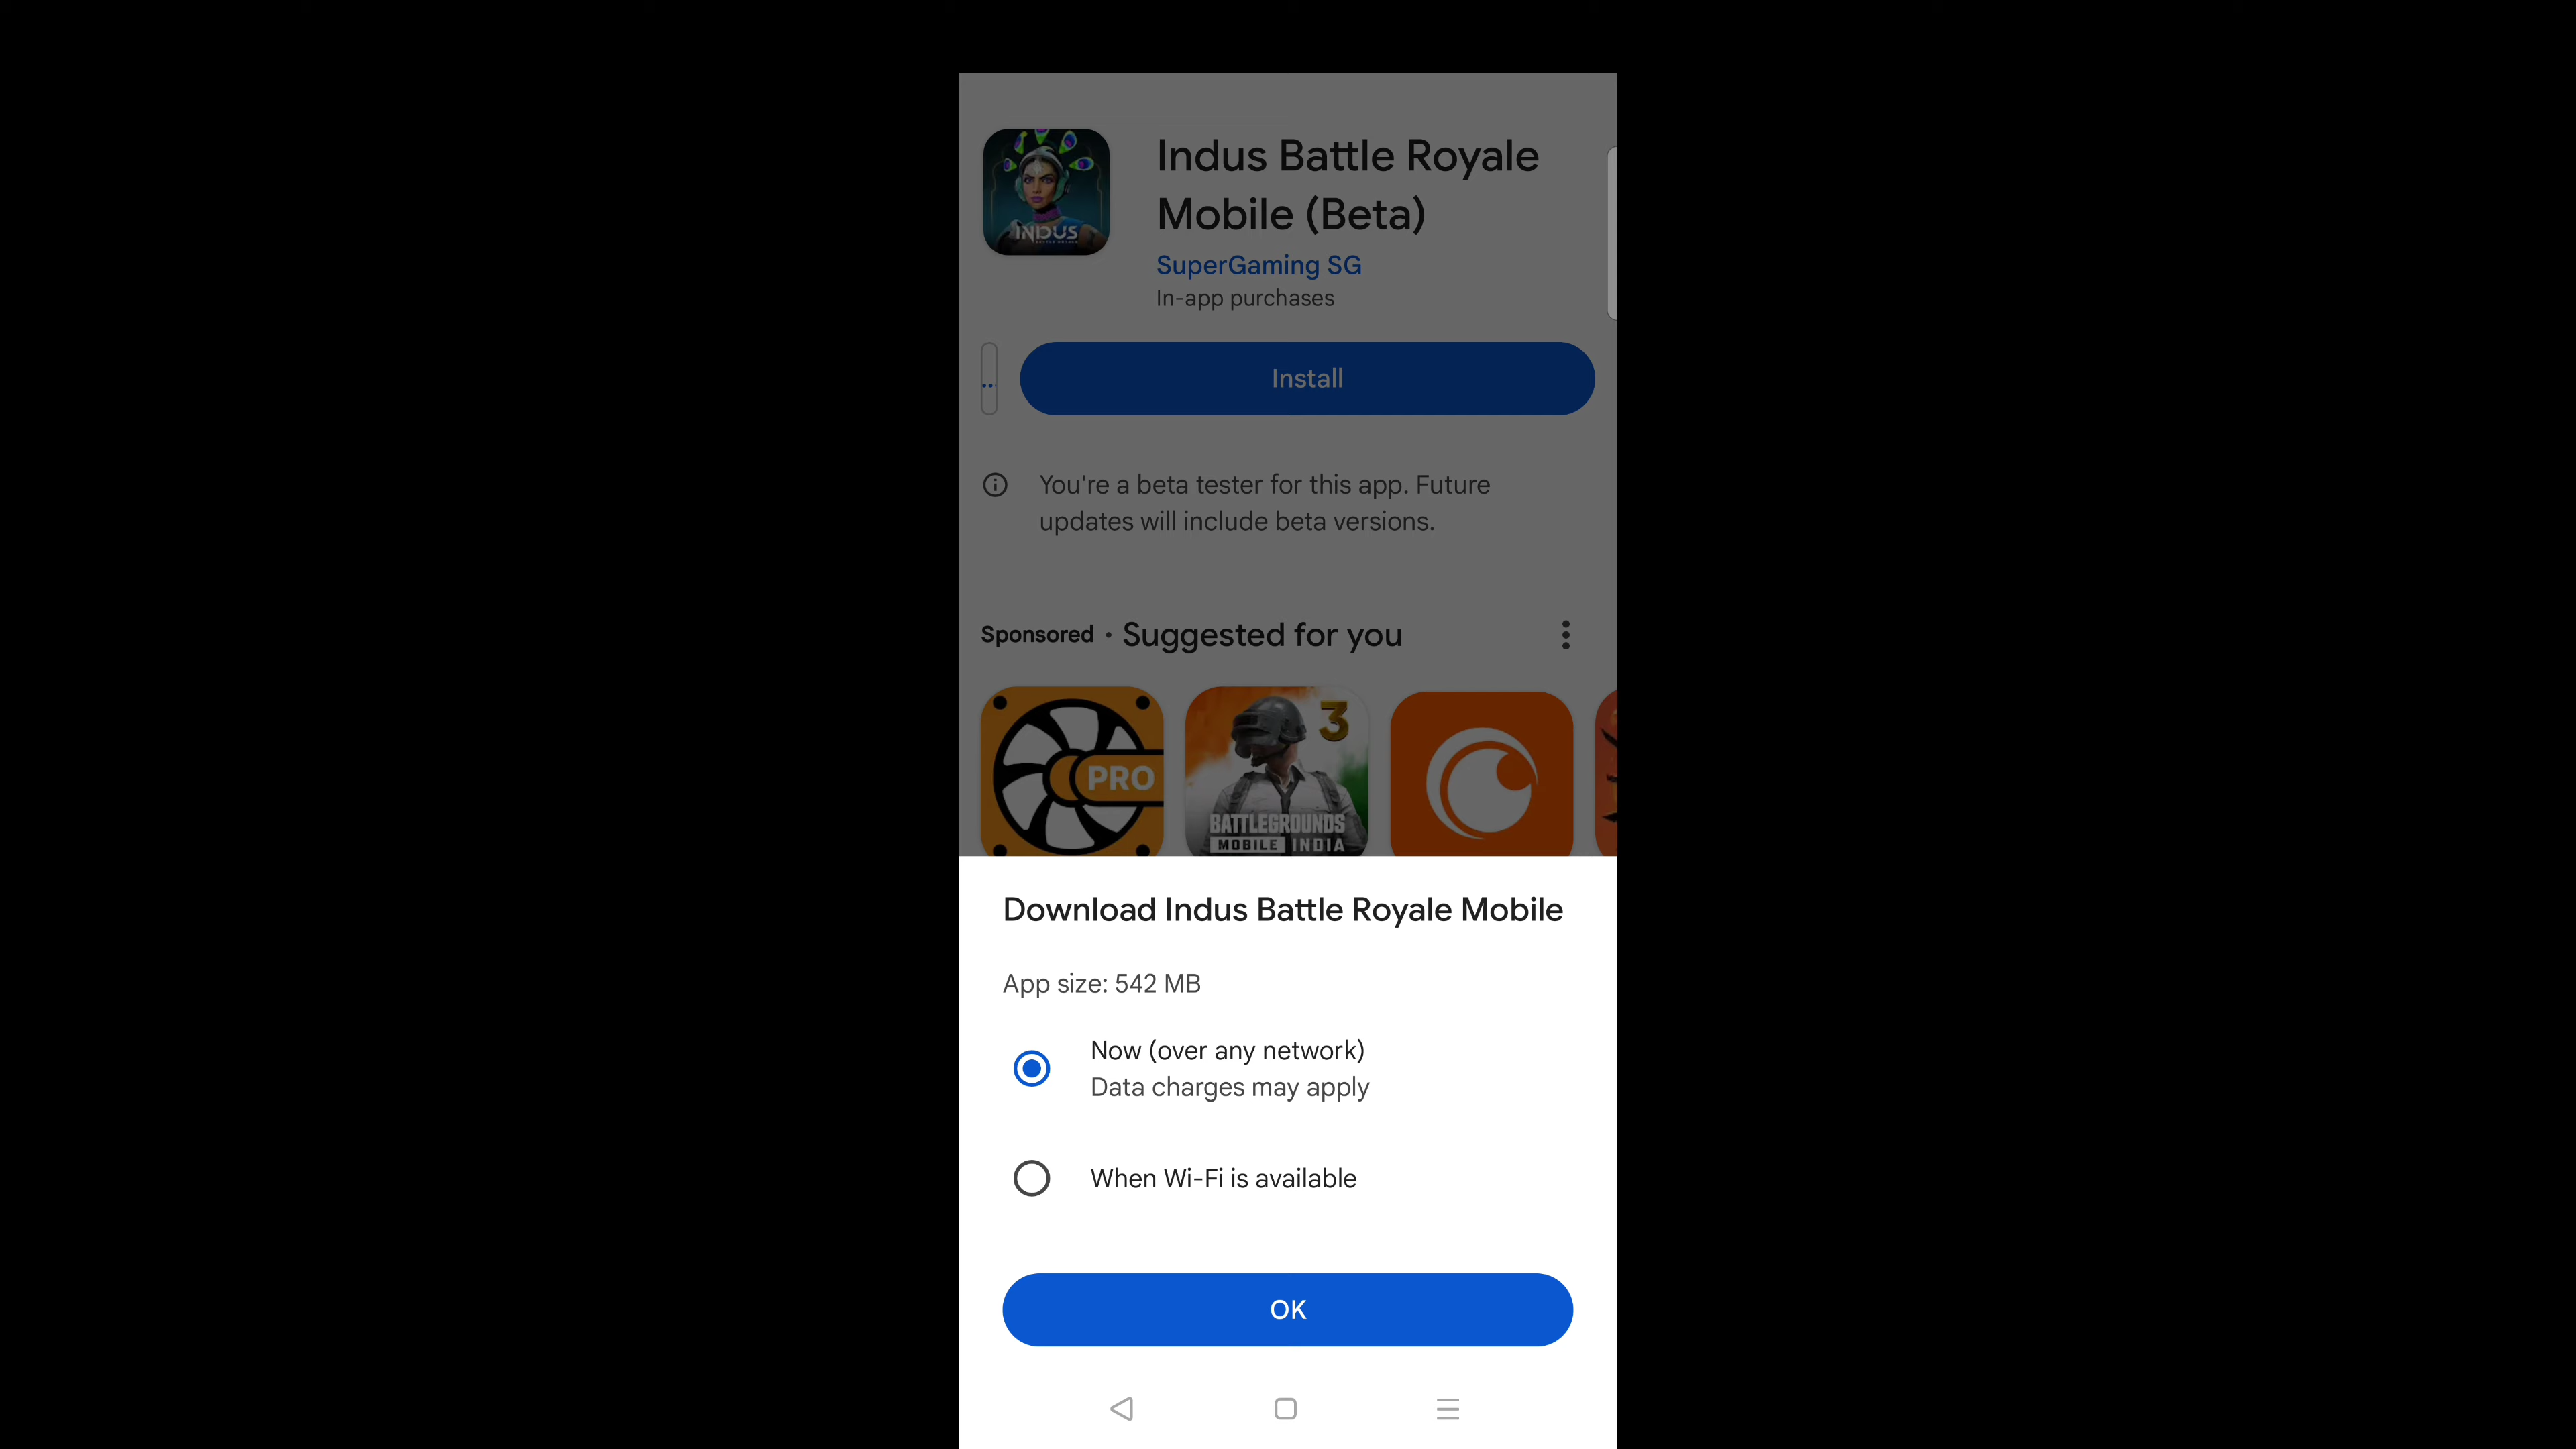 Indus Battle Royale
Mobile (Beta)
INDUS
SuperGaming SG
In-app purchases
Install
You're a beta tester for this app. Future
updates will include beta versions.
Sponsored • Suggested for you
PRO
3
BATTLEGROUNDS
MOBILE INDIA
Download Indus Battle Royale Mobile
App size: 542 MB
Now (over any network)
Data charges may apply
When Wi-Fi is available
OK